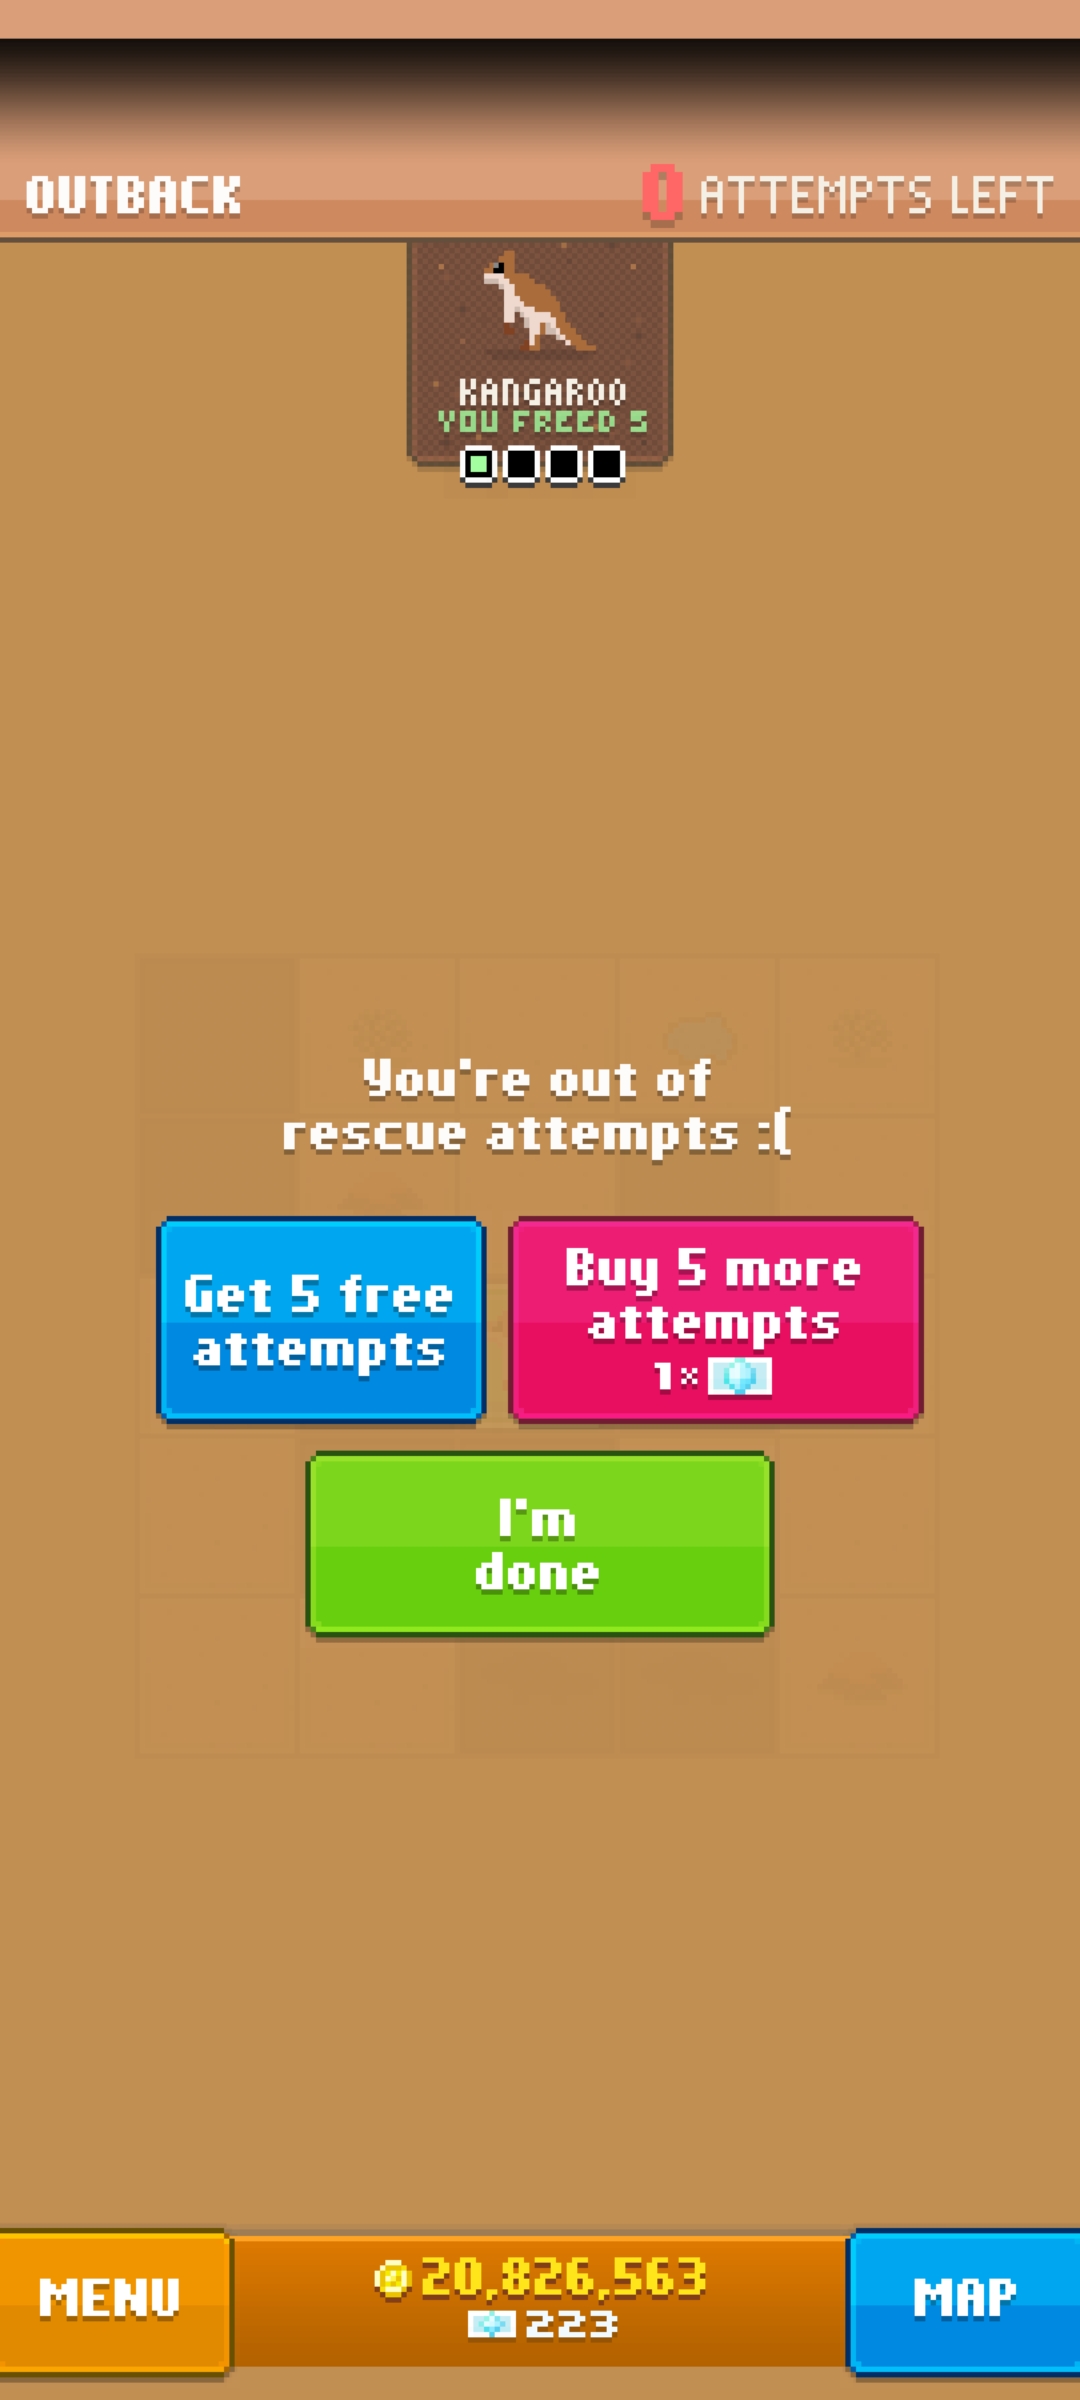 OUTBACK
0 ATTEMPTS LEFT
KANGAROO
YOU FREED 5
You're out of
rescue attempts :(
Get 5 free
attempts
Buy 5 more
attempts
1×
I'm
done
MENU
20,826,563
223
MAP